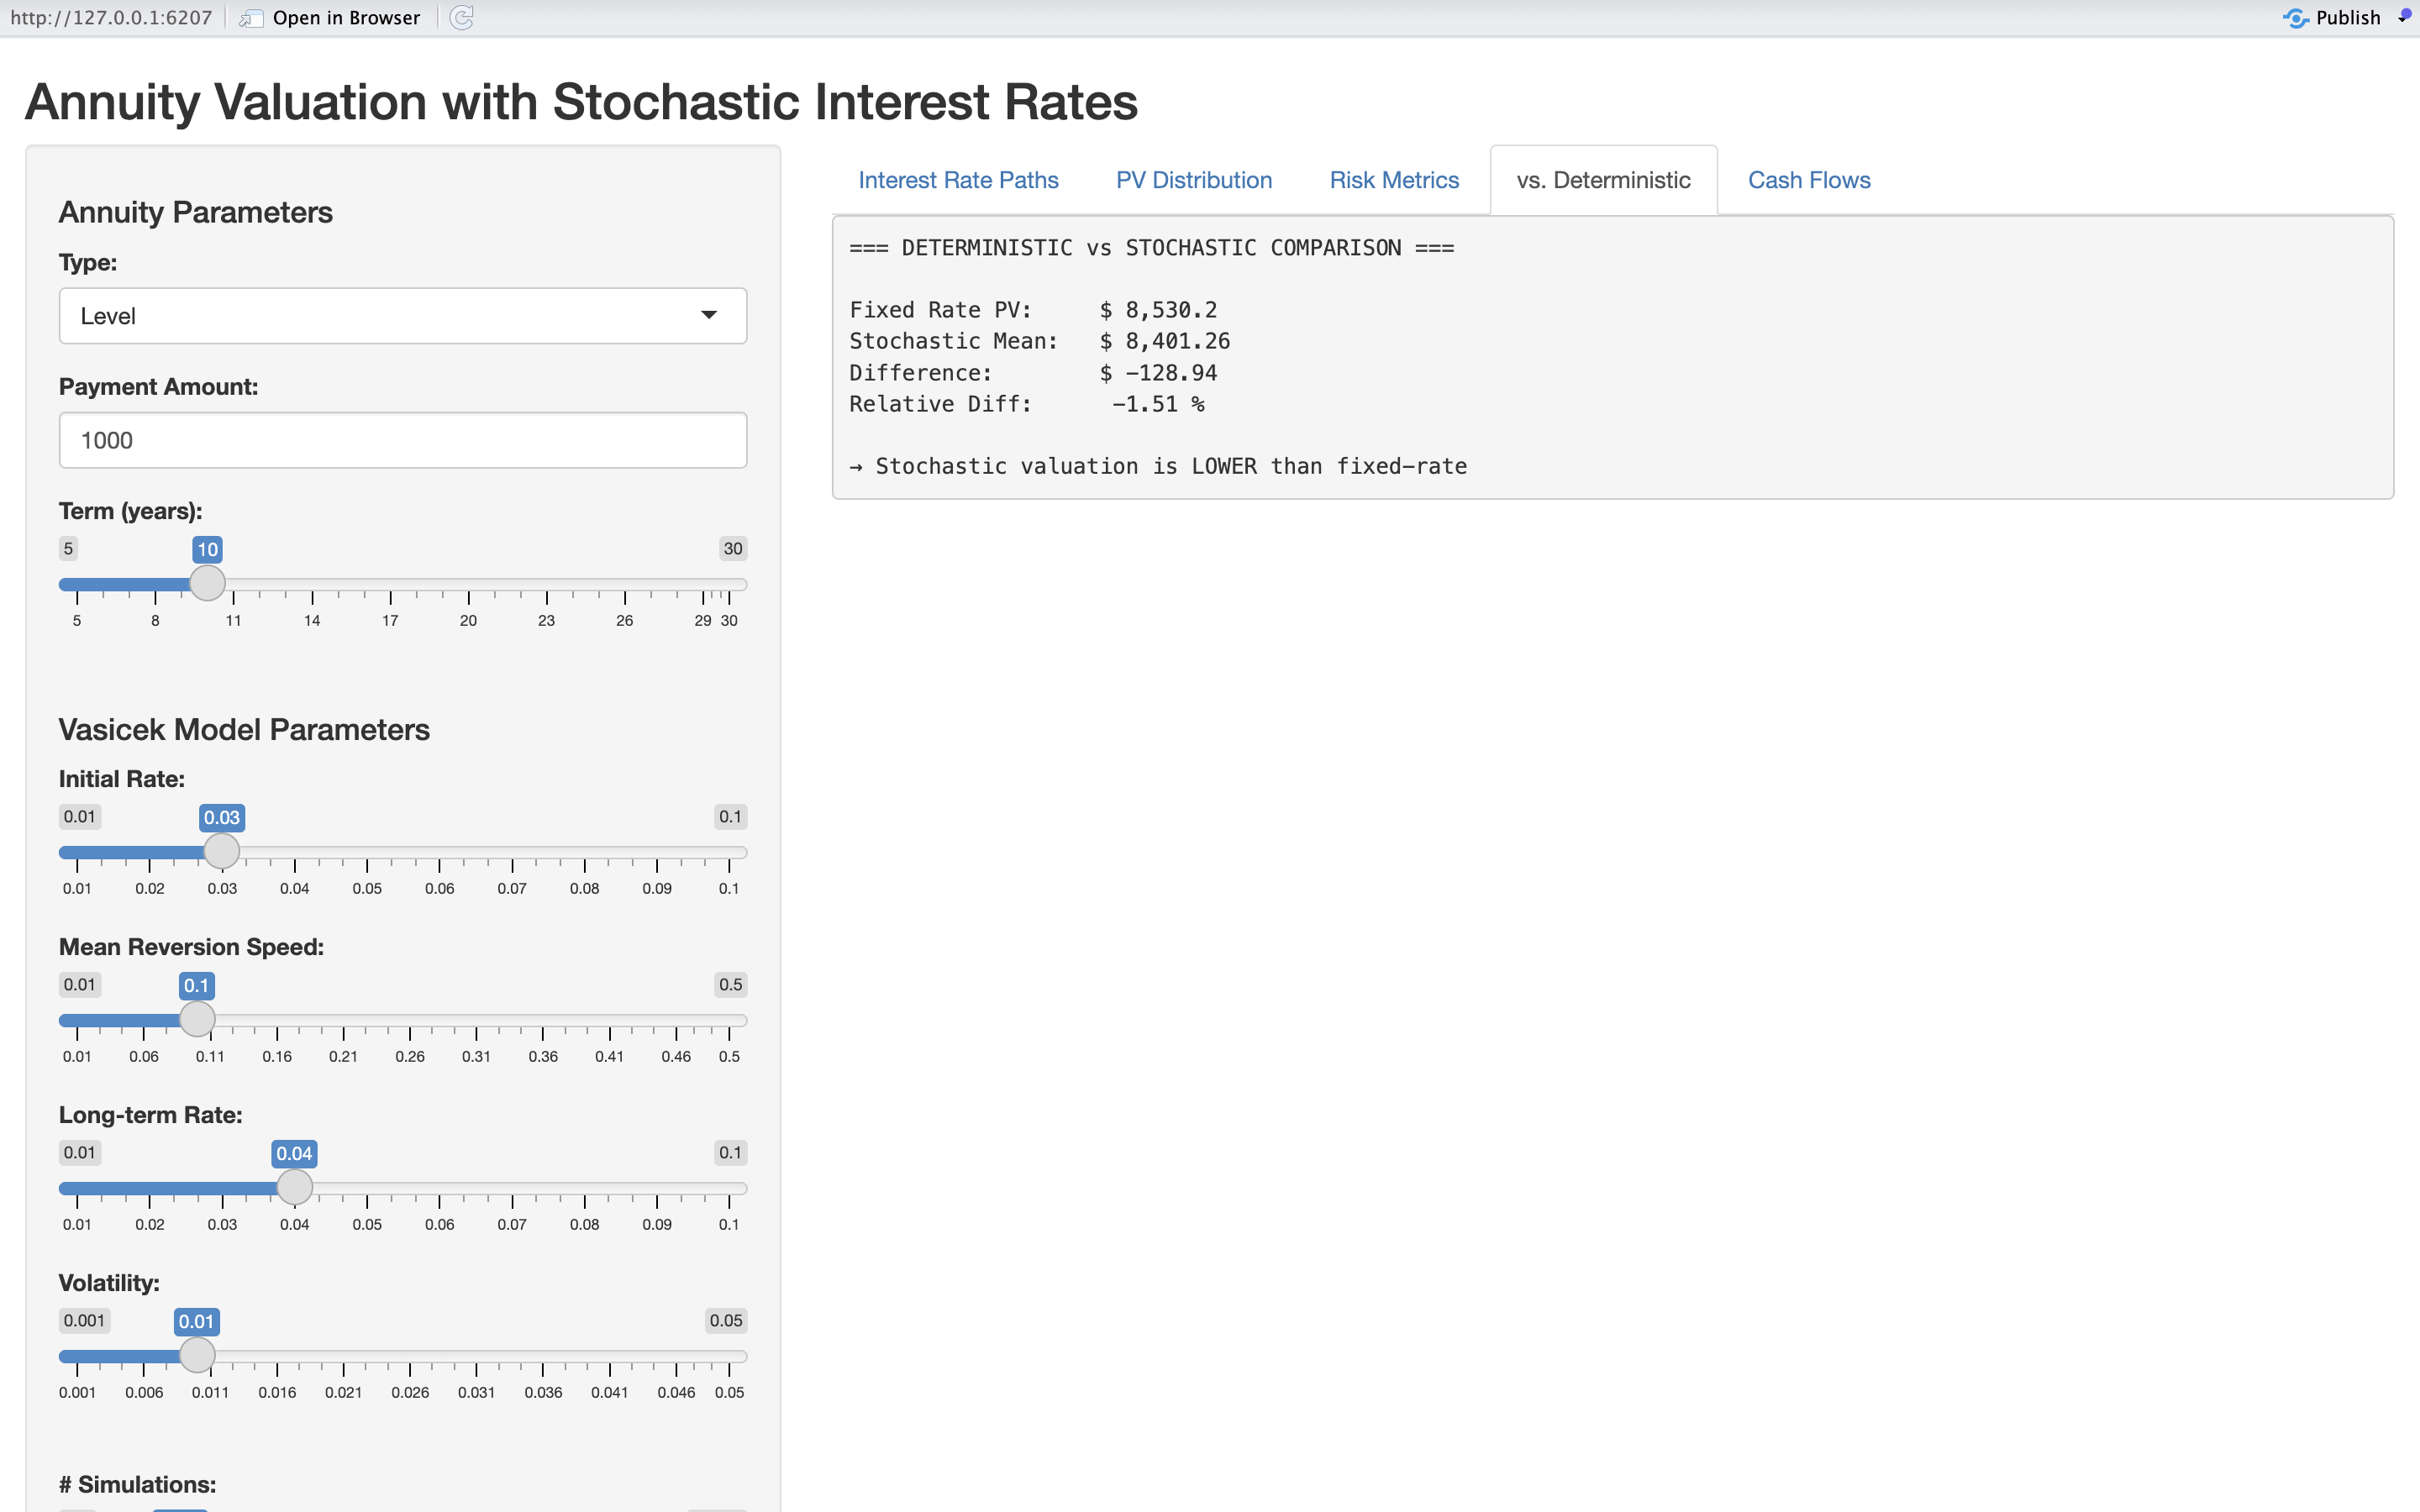 http://127.0.0.1:6207 Open in Browser Publish
Annuity Valuation with Stochastic Interest Rates
Annuity Parameters
Type:
Level
Payment Amount:
1000
Term (years):
5 10 30
5 8 11 14 17 20 23 26 29 30
Vasicek Model Parameters
Initial Rate:
0.01 0.03 0.1
0.01 0.02 0.03 0.04 0.05 0.06 0.07 0.08 0.09 0.1
Mean Reversion Speed:
0.01 0.1 0.5
0.01 0.06 0.11 0.16 0.21 0.26 0.31 0.36 0.41 0.46 0.5
Long-term Rate:
0.01 0.04 0.1
0.01 0.02 0.03 0.04 0.05 0.06 0.07 0.08 0.09 0.1
Volatility:
0.001 0.01 0.05
0.001 0.006 0.011 0.016 0.021 0.026 0.031 0.036 0.041 0.046 0.05
# Simulations:
Interest Rate Paths PV Distribution Risk Metrics vs. Deterministic Cash Flows
=== DETERMINISTIC vs STOCHASTIC COMPARISON ===
Fixed Rate PV: $ 8,530.2
Stochastic Mean: $ 8,401.26
Difference: $ -128.94
Relative Diff: -1.51 %
→ Stochastic valuation is LOWER than fixed-rate